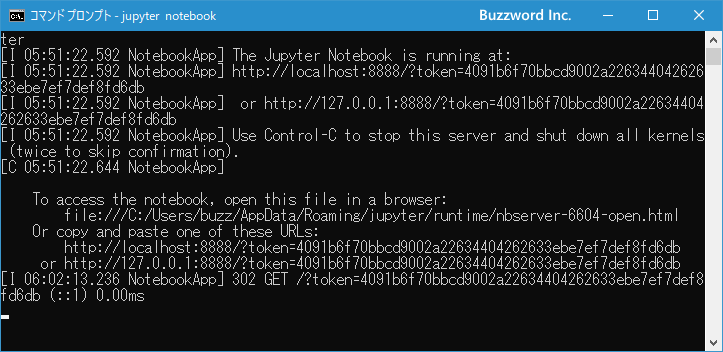 コマンド プロンプト - jupyter notebook
Buzzword Inc.
ter
[I 05:51:22.592 NotebookApp] The Jupyter Notebook is running at:
[I 05:51:22.592 NotebookApp] http://localhost:8888/?token=4091b6f70bbcd9002a22634404262
633ebe7ef7def8fd6db
[I 05:51:22.592 NotebookApp]  or http://127.0.0.1:8888/?token=4091b6f70bbcd9002a22634404
262633ebe7ef7def8fd6db
[I 05:51:22.592 NotebookApp] Use Control-C to stop this server and shut down all kernels
 (twice to skip confirmation).
[C 05:51:22.644 NotebookApp]
    To access the notebook, open this file in a browser:
        file:///C:/Users/buzz/AppData/Roaming/jupyter/runtime/nbserver-6604-open.html
    Or copy and paste one of these URLs:
        http://localhost:8888/?token=4091b6f70bbcd9002a22634404262633ebe7ef7def8fd6db
     or http://127.0.0.1:8888/?token=4091b6f70bbcd9002a22634404262633ebe7ef7def8fd6db
[I 06:02:13.236 NotebookApp] 302 GET /?token=4091b6f70bbcd9002a22634404262633ebe7ef7def8
fd6db (::1) 0.00ms